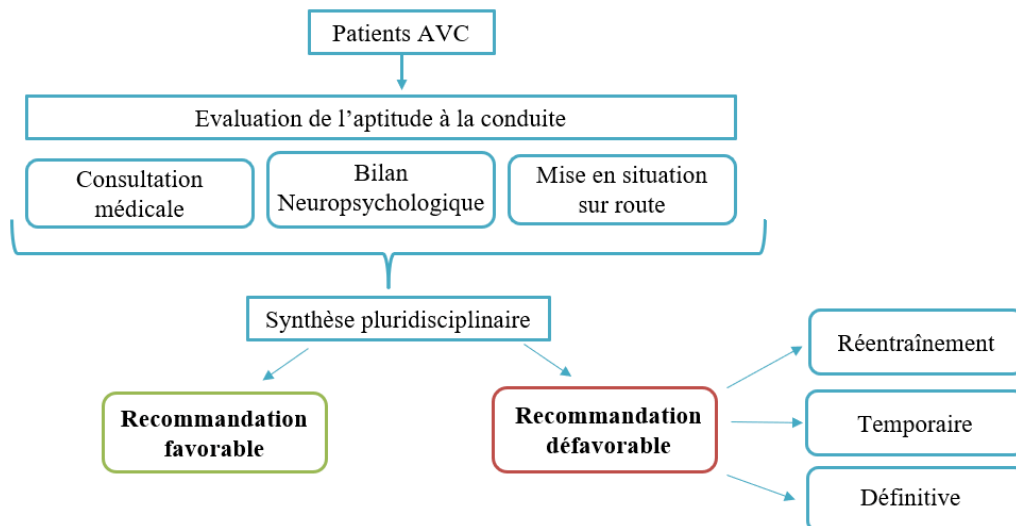 Patients AVC
Evaluation de l’aptitude à la conduite
Consultation
médicale
Bilan
Neuropsychologique
Mise en situation
sur route
Synthèse pluridisciplinaire
Recommandation
favorable
Recommandation
défavorable
Réentraînement
Temporaire
Définitive